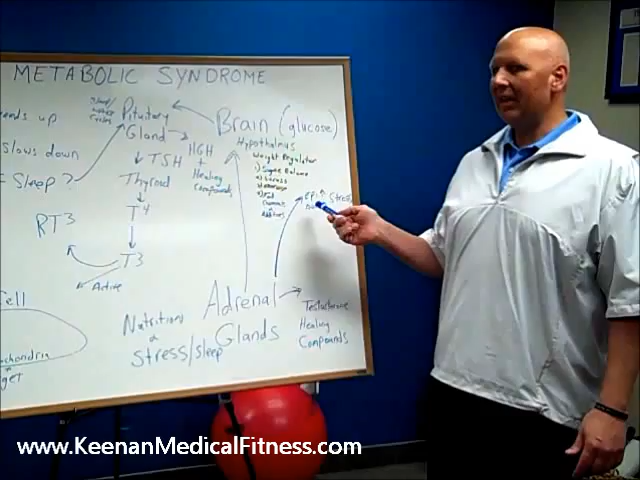 METABOLIC SYNDROME
Pituitary
Gland
Brain (glucose)
Hypothalmus
Weight Regulator
up
Slows down
Sleep?
TSH
HGH
+
Healing
Compounds
Thyroid
T4
RT3
T3
Active
Stress
Cell
Adrenal
Glands
Testosterone
Healing
Compounds
Nutrition
Stress/Sleep
www.KeenanMedicalFitness.com